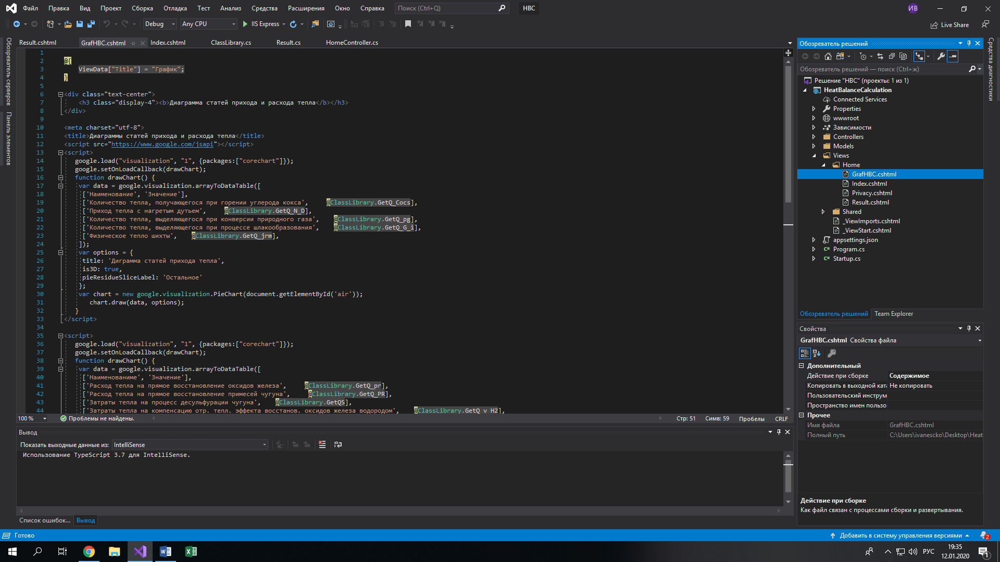 Файл Правка Вид Проект Сборка Отладка Тест Анализ Средства Расширения Окно Справка Поиск (Ctrl+Q) HBC ИВ
Debug Any CPU IIS Express Live Share
Result.cshtml GrafHBC.cshtml Index.cshtml ClassLibrary.cs Result.cs HomeController.cs
Обозреватель серверов
Панель элементов
1
2 @{
3 ViewData["Title"] = "График";
4 }
5
6 <div class="text-center">
7 <h3 class="display-4"><b>Диаграмма статей прихода и расхода тепла</b></h3>
8 </div>
9
10 <meta charset="utf-8">
11 <title>Диаграммы статей прихода и расхода тепла</title>
12 <script src="https://www.google.com/jsapi"></script>
13 <script>
14 google.load("visualization", "1", {packages:["corechart"]});
15 google.setOnLoadCallback(drawChart);
16 function drawChart() {
17 var data = google.visualization.arrayToDataTable([
18 ['Наименование', 'Значение'],
19 ['Количество тепла, получающегося при горении углерода кокса', @ClassLibrary.GetQ_Cocs],
20 ['Приход тепла с нагретым дутьем', @ClassLibrary.GetQ_N_D],
21 ['Количество тепла, выделяющегося при конверсии природного газа', @ClassLibrary.GetQ_pg],
22 ['Количество тепла, выделяющегося при процессе шлакообразования', @ClassLibrary.GetQ_G_i],
23 ['Физическое тепло шихты', @ClassLibrary.GetQ_jrm],
24 ]);
25 var options = {
26 title: 'Диграмма статей прихода тепла',
27 is3D: true,
28 pieResidueSliceLabel: 'Остальное'
29 };
30 var chart = new google.visualization.PieChart(document.getElementById('air'));
31 chart.draw(data, options);
32 }
33 </script>
34
35 <script>
36 google.load("visualization", "1", {packages:["corechart"]});
37 google.setOnLoadCallback(drawChart);
38 function drawChart() {
39 var data = google.visualization.arrayToDataTable([
40 ['Наименованиме', 'Значение'],
41 ['Расход тепла на прямое восстановление оксидов железа', @ClassLibrary.GetQ_pr],
42 ['Расход тепла на прямое восстановление примесей чугуна', @ClassLibrary.GetQ_PR],
43 ['Затраты тепла на процесс десульфурации чугуна', @ClassLibrary.GetQS],
44 ['Затраты тепла на компенсацию отр. тепл. эффекта восстанов. оксидов железа водородом', @ClassLibrary.GetQ_v_H2],
100 % Проблемы не найдены. Стр: 51 Симв: 59 Пробелы CRLF
Вывод
Показать выходные данные из: IntelliSense
Использование TypeScript 3.7 для IntelliSense.
Список ошибок... Вывод
Обозреватель решений
Обозреватель решений — поиск (Ctrl+ж)
Решение "HBC" (проекты: 1 из 1)
HeatBalanceCalculation
Connected Services
Properties
wwwroot
Зависимости
Controllers
Models
Views
Home
GrafHBC.cshtml
Index.cshtml
Privacy.cshtml
Result.cshtml
Shared
_ViewImports.cshtml
_ViewStart.cshtml
appsettings.json
Program.cs
Startup.cs
Обозреватель решений Team Explorer
Средства диагностики
Свойства
GrafHBC.cshtml Свойства файла
Дополнительный
Действие при сборке Содержимое
Копировать в выходной ката Не копировать
Пользовательский инструм
Пространство имен пользо
Прочее
Имя файла GrafHBC.cshtml
Полный путь C:\Users\ivanescko\Desktop\Heat
Действие при сборке
Как файл связан с процессами сборки и развертывания.
Готово Добавить в систему управления версиями 2
РУС 19:35
12.01.2020 1